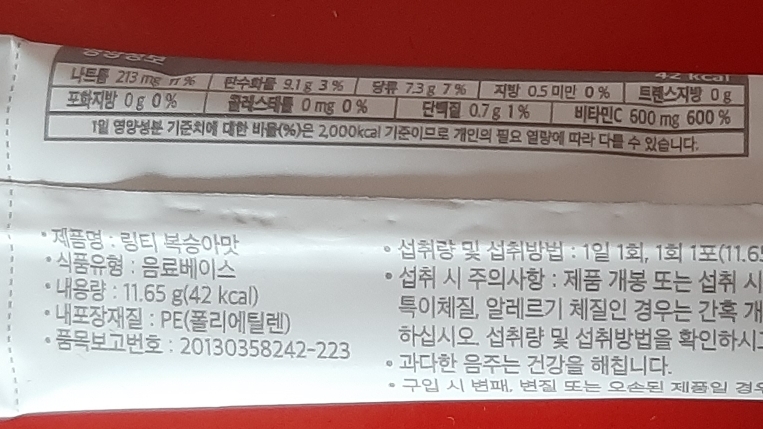 영양정보
42 kcal
나트륨 213 mg 11 % 탄수화물 9.1 g 3 % 당류 7.3 g 7 % 지방 0.5 미만 0 % 트랜스지방 0 g
포화지방 0 g 0 % 콜레스테롤 0 mg 0 % 단백질 0.7 g 1 % 비타민C 600 mg 600 %
1일 영양성분 기준치에 대한 비율(%)은 2,000kcal 기준이므로 개인의 필요 열량에 따라 다를 수 있습니다.
• 제품명 : 링티 복숭아맛
• 식품유형 : 음료베이스
• 내용량 : 11.65 g(42 kcal)
• 내포장재질 : PE(폴리에틸렌)
• 품목보고번호 : 20130358242-223
• 섭취량 및 섭취방법 : 1일 1회, 1회 1포(11.65
• 섭취 시 주의사항 : 제품 개봉 또는 섭취 시
특이체질, 알레르기 체질인 경우는 간혹 개
하십시오. 섭취량 및 섭취방법을 확인하시
• 과다한 음주는 건강을 해칩니다.
• 구입 시 변패, 변질 또는 오손된 제품일 경우